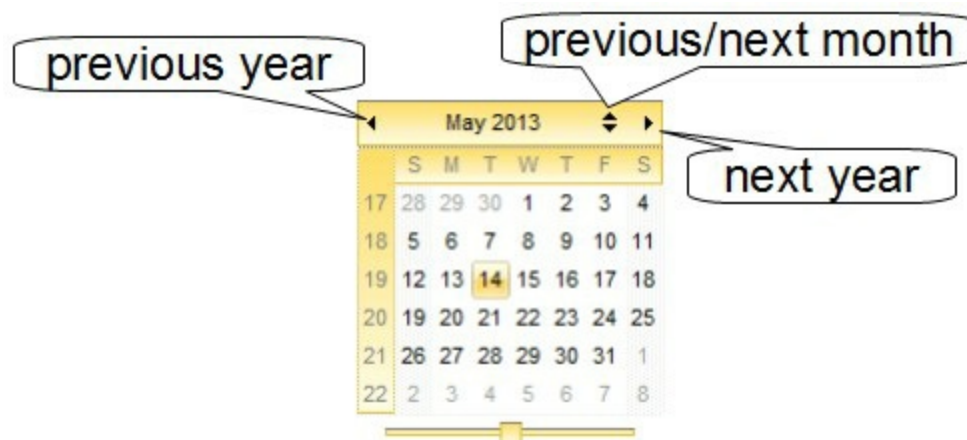 previous/next month
previous year
May 2013
next year
S M T W T F S
17 28 29 30 1 2 3 4
18 5 6 7 8 9 10 11
19 12 13 14 15 16 17 18
20 19 20 21 22 23 24 25
21 26 27 28 29 30 31 1
22 2 3 4 5 6 7 8